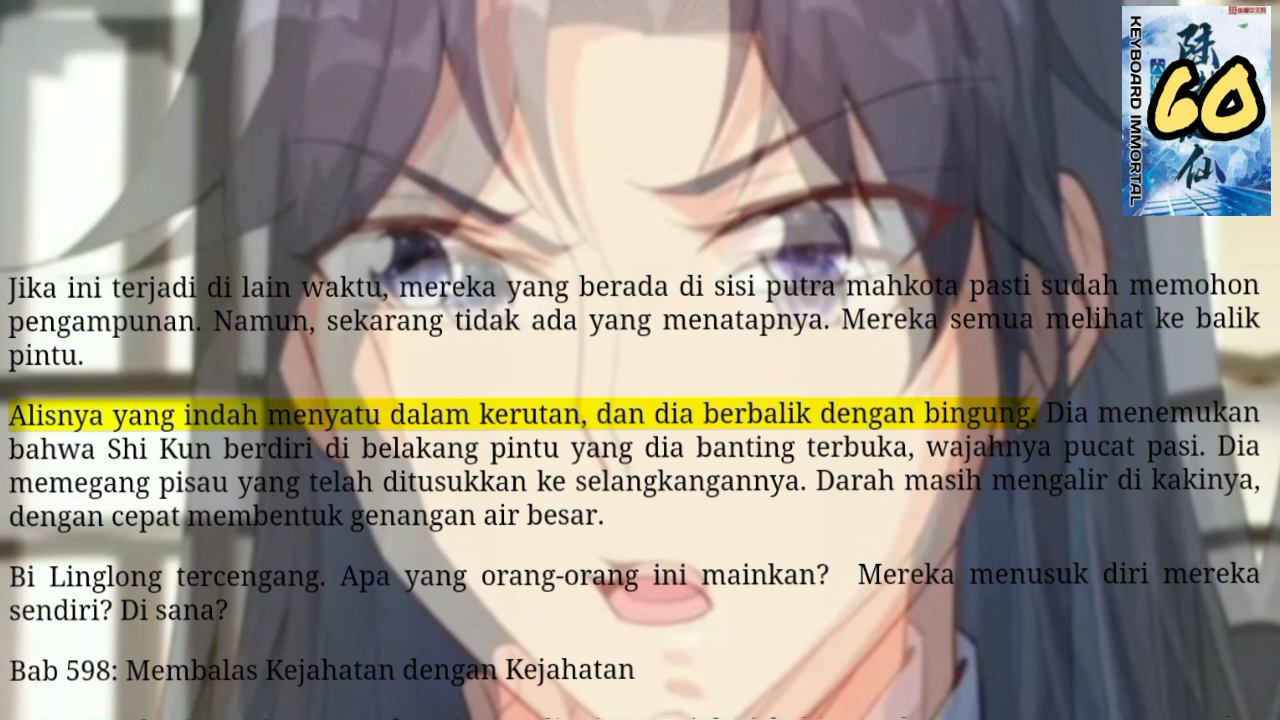 KEYBOARD IMMORTAL
60
仙
Jika ini terjadi di lain waktu, mereka yang berada di sisi putra mahkota pasti sudah memohon
pengampunan. Namun, sekarang tidak ada yang menatapnya. Mereka semua melihat ke balik
pintu.
Alisnya yang indah menyatu dalam kerutan, dan dia berbalik dengan bingung. Dia menemukan
bahwa Shi Kun berdiri di belakang pintu yang dia banting terbuka, wajahnya pucat pasi. Dia
memegang pisau yang telah ditusukkan ke selangkangannya. Darah masih mengalir di kakinya,
dengan cepat membentuk genangan air besar.
Bi Linglong tercengang. Apa yang orang-orang ini mainkan? Mereka menusuk diri mereka
sendiri? Di sana?
Bab 598: Membalas Kejahatan dengan Kejahatan